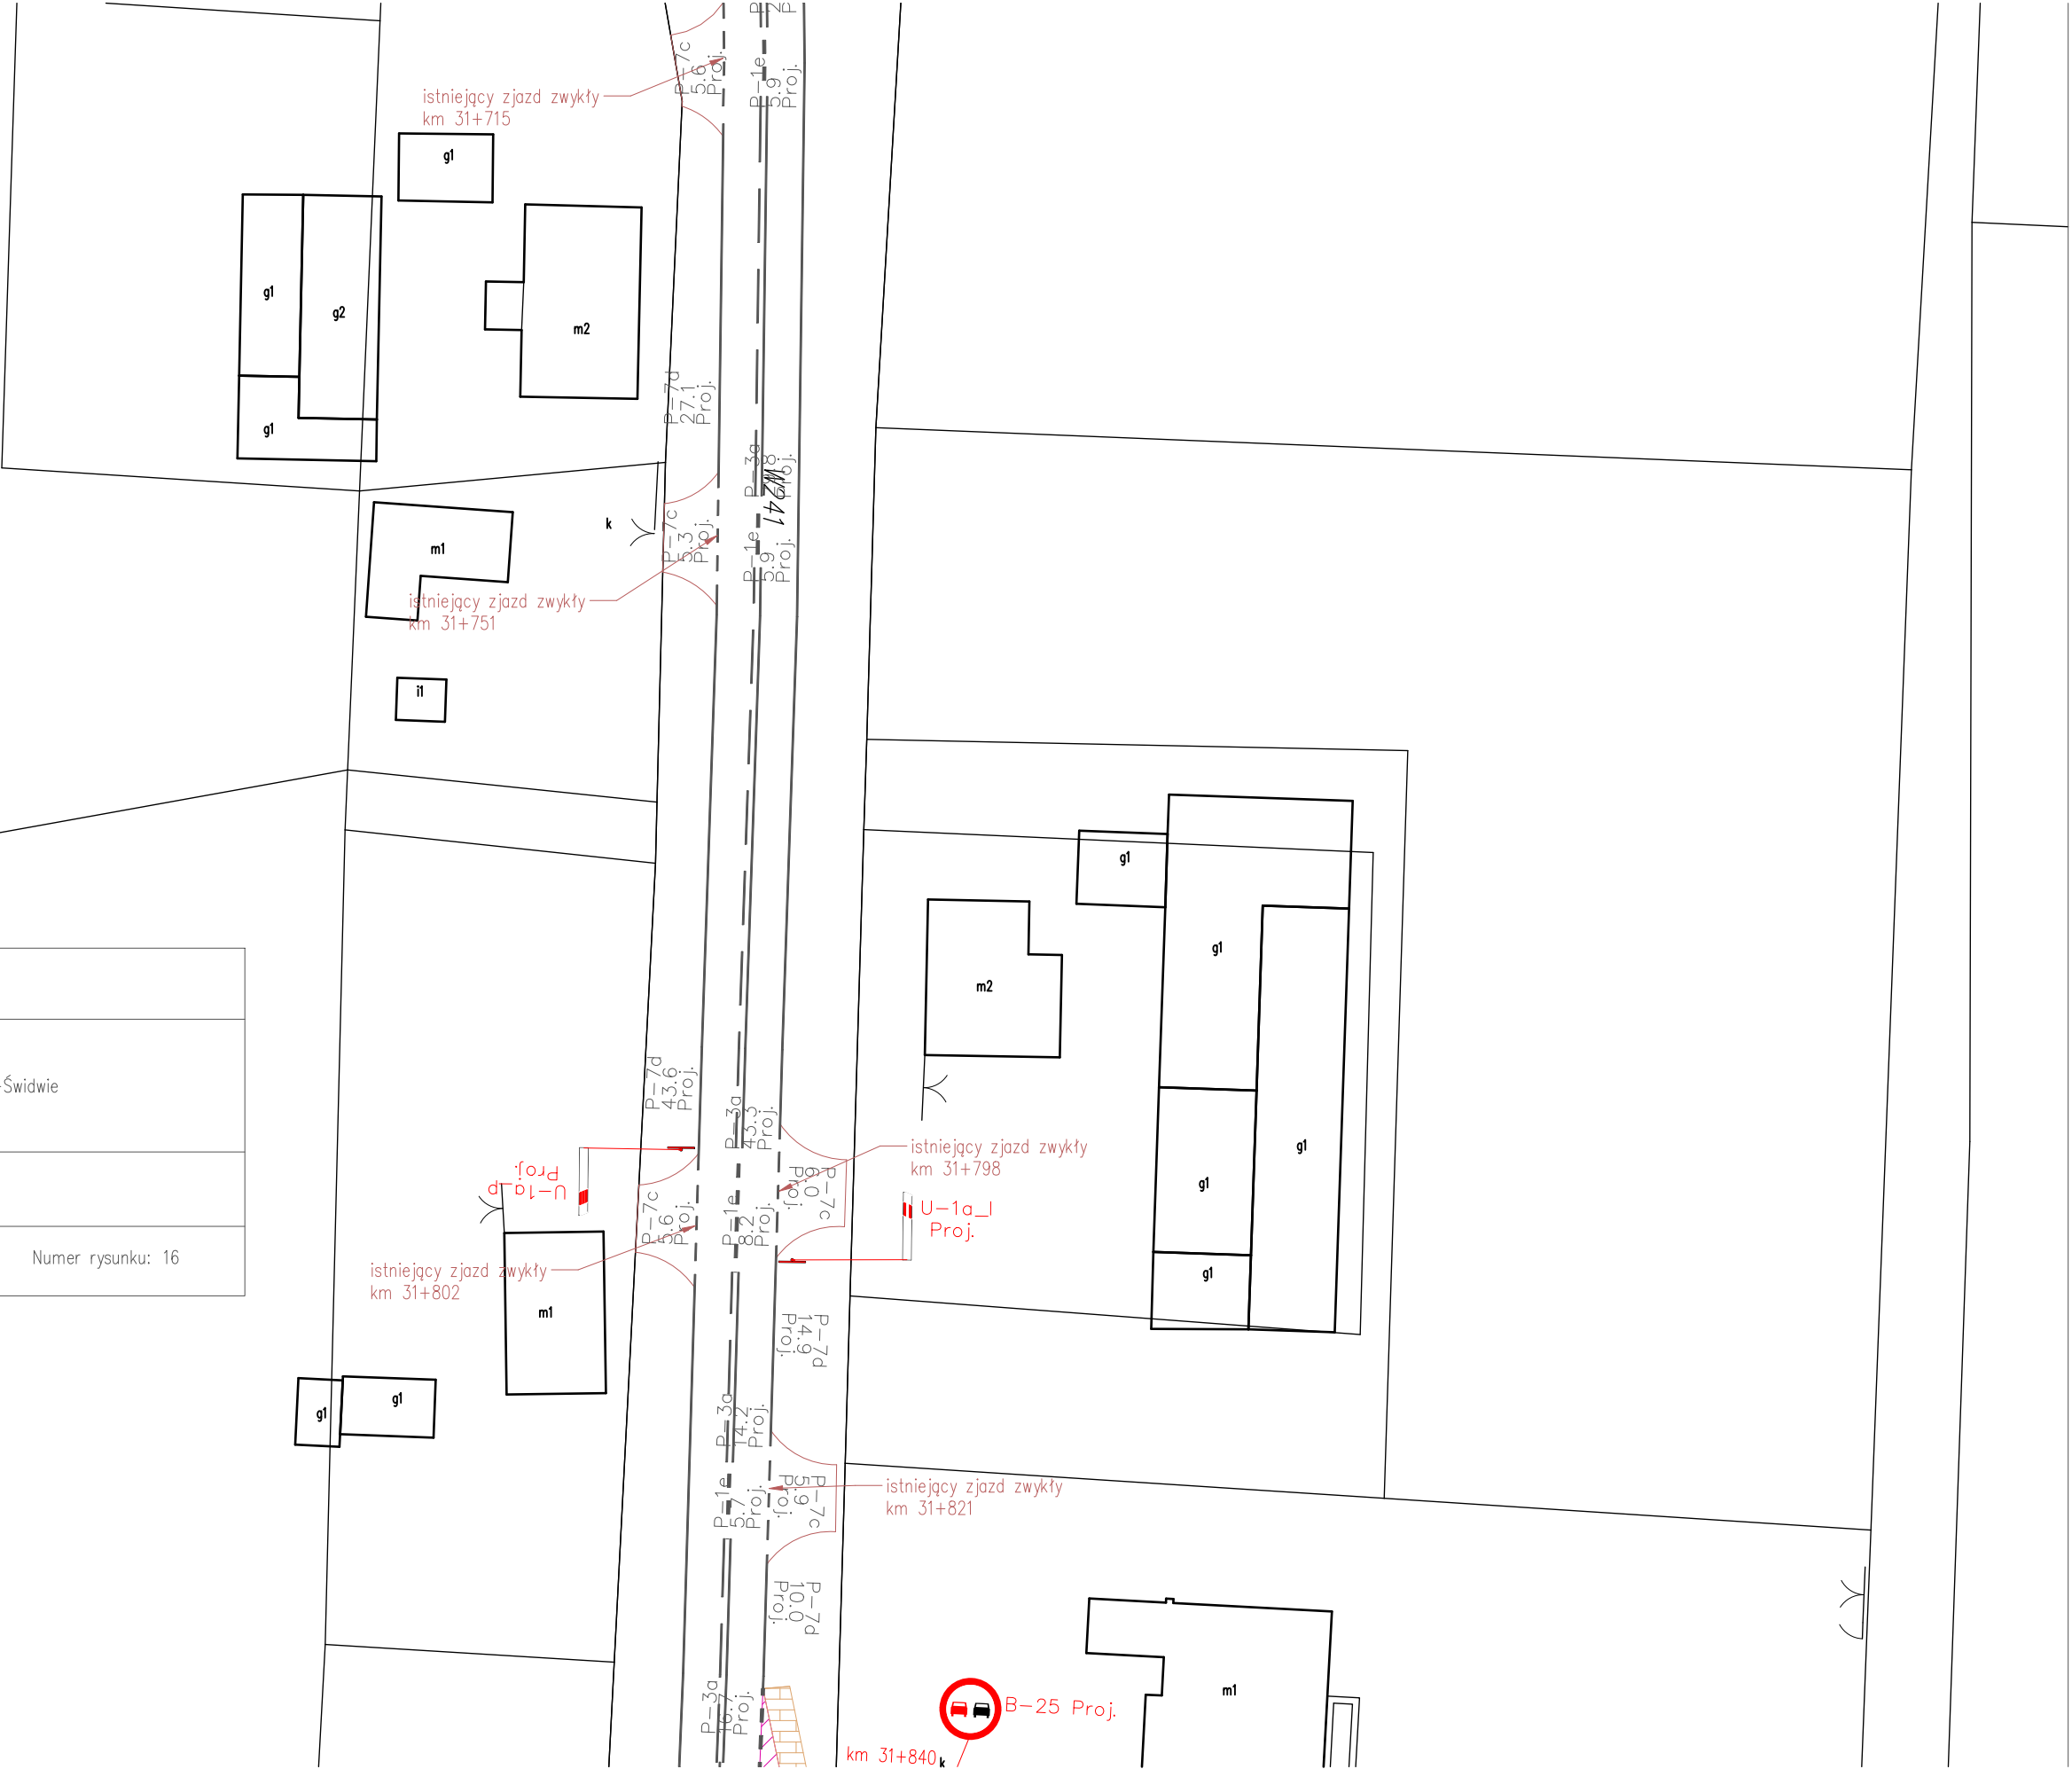 P-7c
5.6
Proj.
P-1e
5.9
Proj.
istniejący zjazd zwykły
km 31+715
g1
g1
g2
m2
g1
P-7d
27.1
Proj.
P-3a
Proj.
W241
k
P-7c
5.3
Proj.
P-1e
5.9
Proj.
m1
istniejący zjazd zwykły
km 31+751
i1
g1
g1
m2
-Świdwie
P-7d
43.6
Proj.
P-3a
43.3
Proj.
g1
istniejący zjazd zwykły
km 31+798
U-1a_p
Proj.
P-7c
6.0
Proj.
g1
P-7c
5.6
Proj.
P-1e
8.2
Proj.
U-1a_l
Proj.
Numer rysunku: 16
istniejący zjazd zwykły
km 31+802
g1
m1
P-7d
14.9
Proj.
g1
g1
P-3a
14.2
Proj.
P-1e
5.7
Proj.
P-7c
5.9
Proj.
istniejący zjazd zwykły
km 31+821
P-7d
10.0
Proj.
m1
P-3a
16.7
Proj.
B-25 Proj.
km 31+840
k